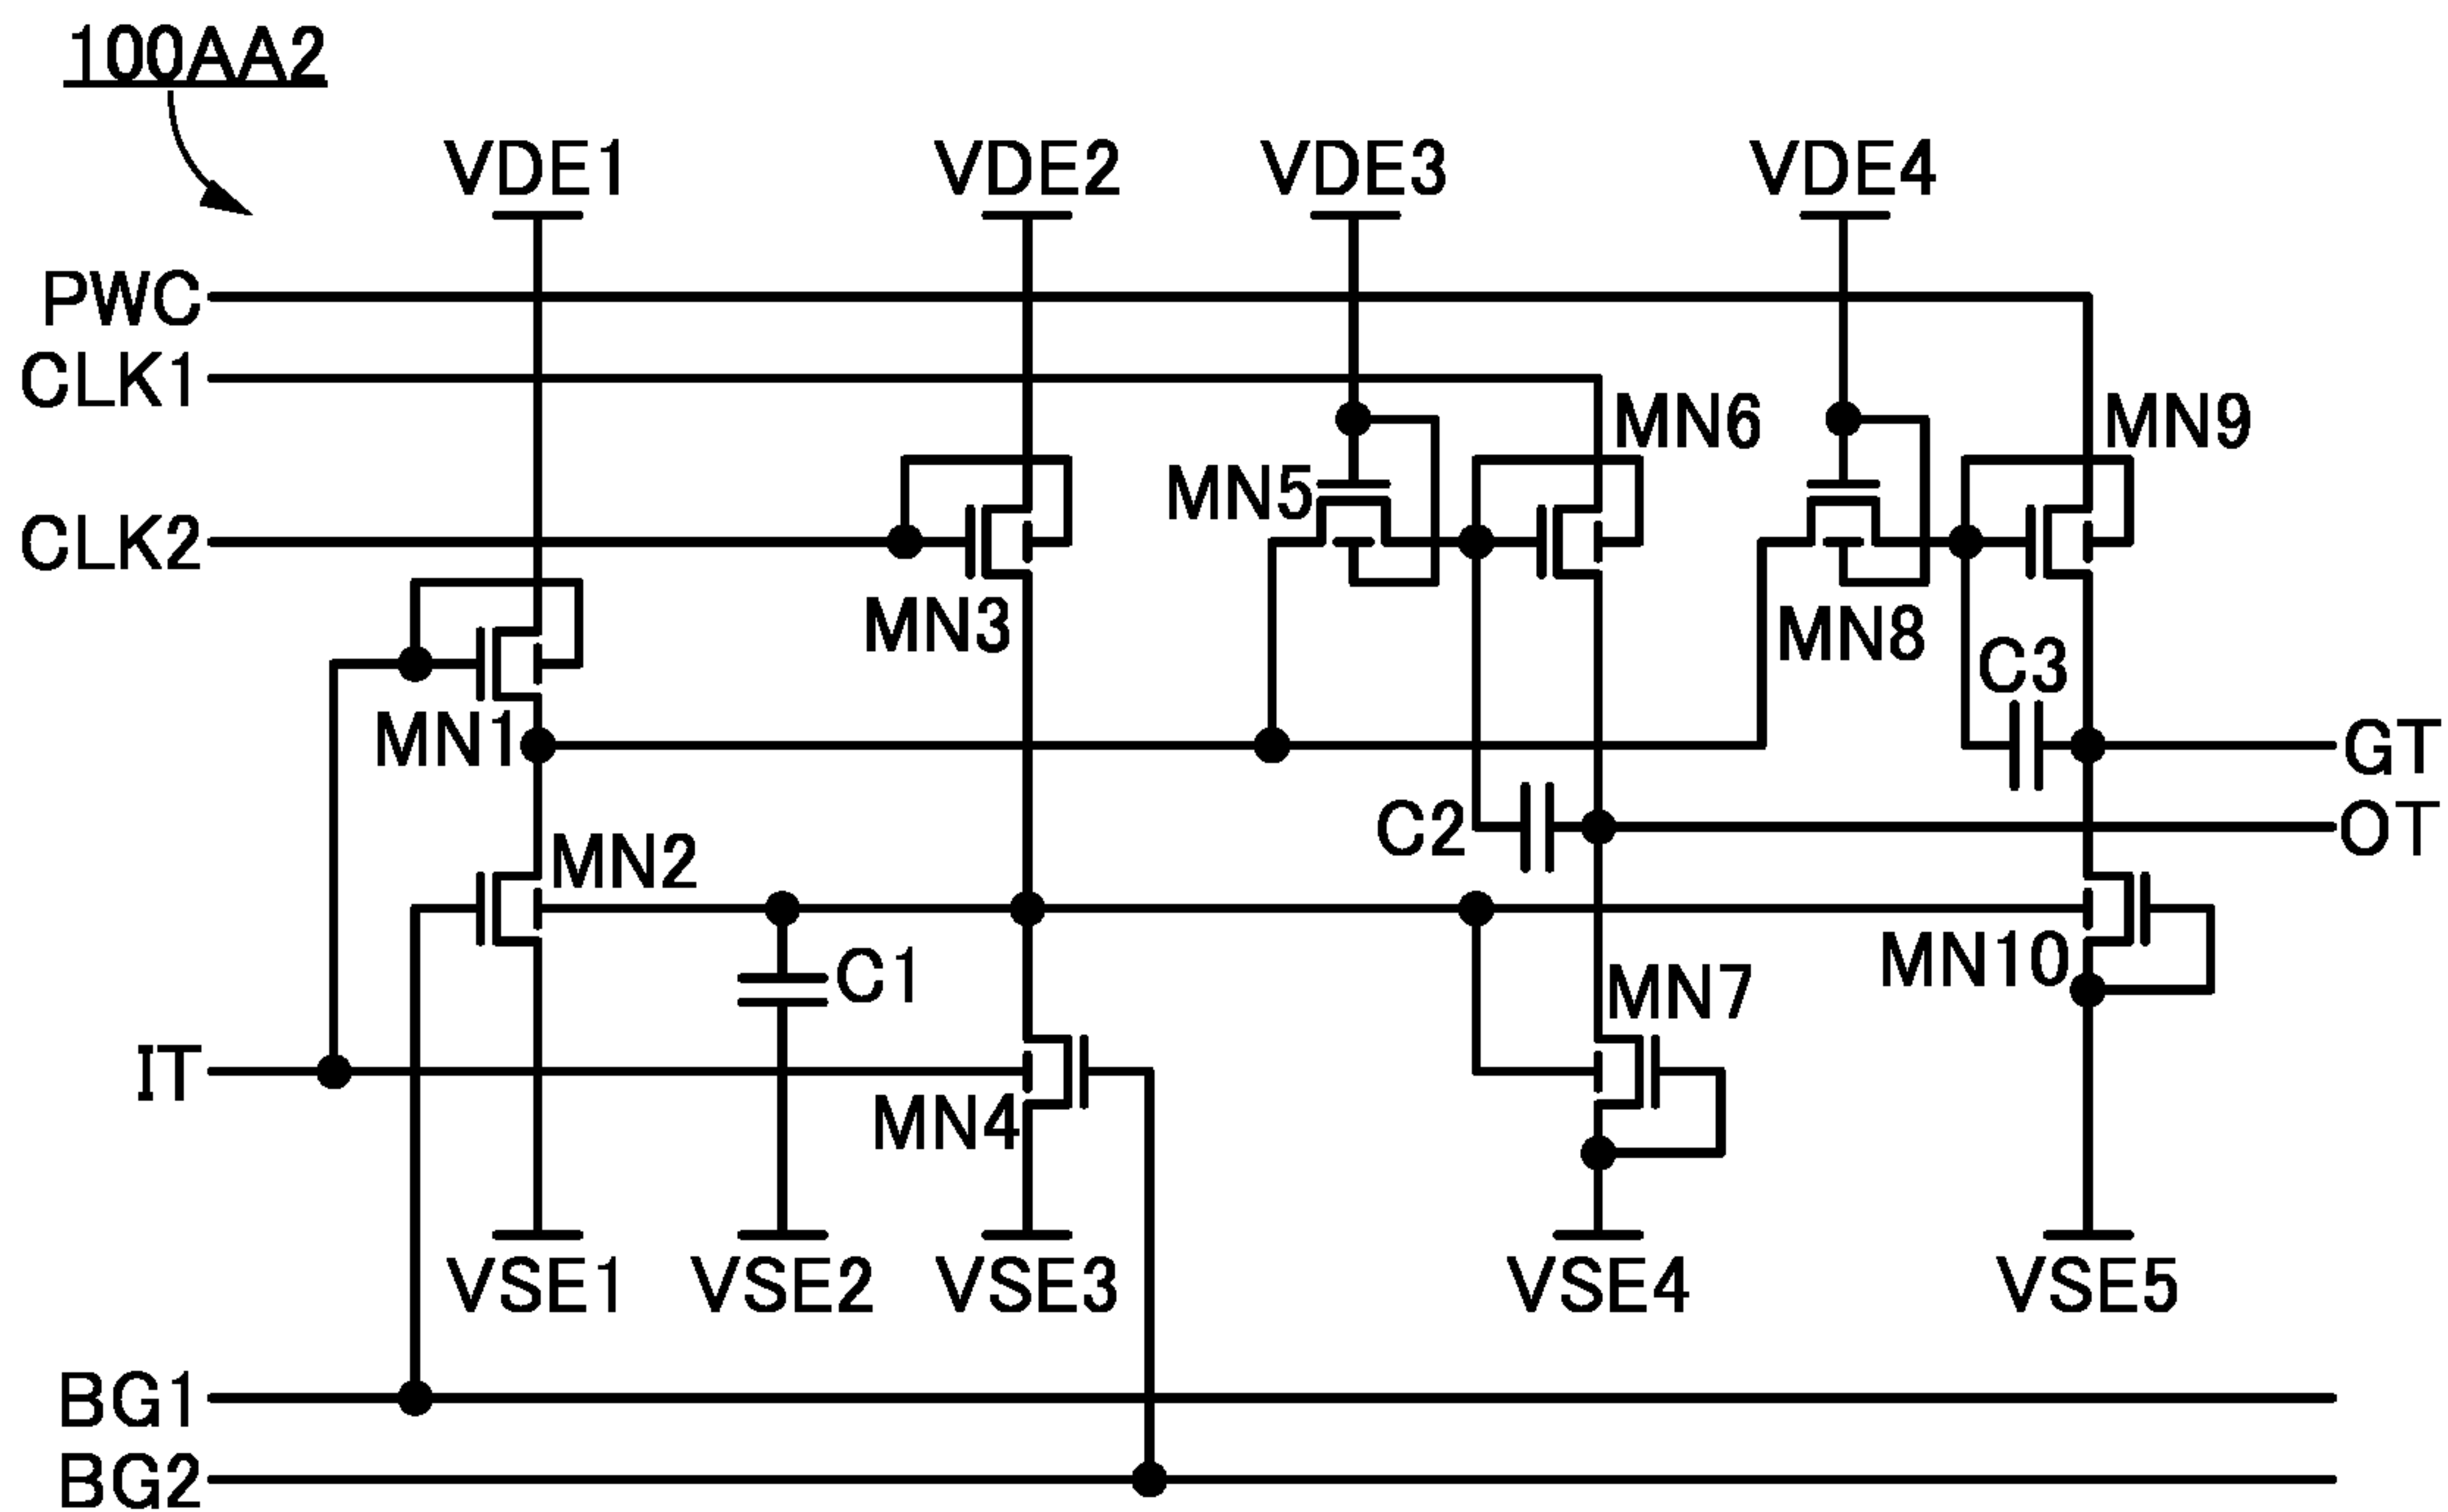 100AA2
VDE1 VDE2 VDE3 VDE4
PWC
CLK1
MN6 MN9
MN5
CLK2
MN3 MN8
C3
MN1
GT
C2 OT
MN2
C1 MN10
MN7
IT
MN4
VSE1 VSE2 VSE3 VSE4 VSE5
BG1
BG2